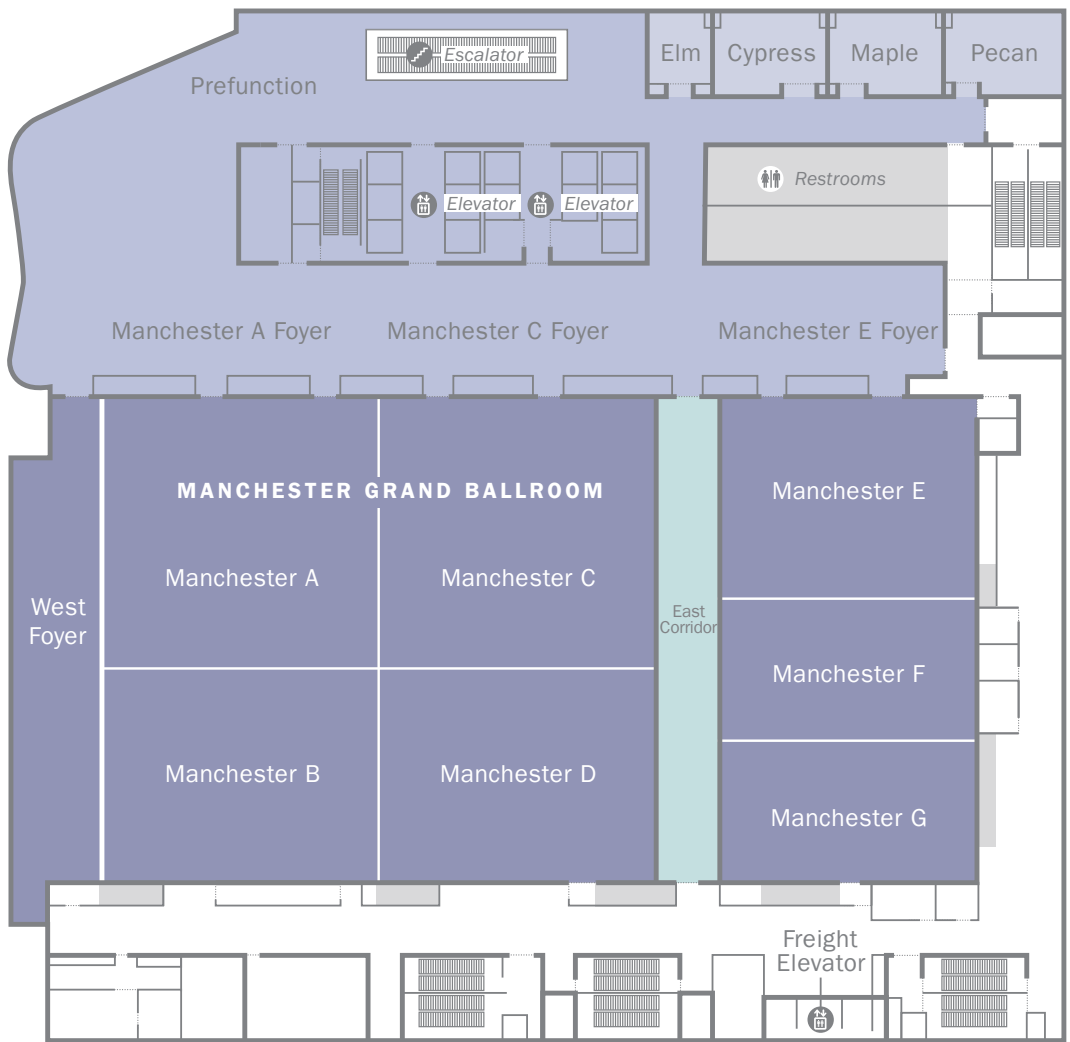 Elm
Cypress
Maple
Pecan
Escalator
Prefunction
Restrooms
Elevator
Elevator
Manchester A Foyer
Manchester C Foyer
Manchester E Foyer
MANCHESTER GRAND BALLROOM
Manchester E
Manchester A
Manchester C
West
Foyer
East
Corridor
Manchester F
Manchester B
Manchester D
Manchester G
Freight
Elevator